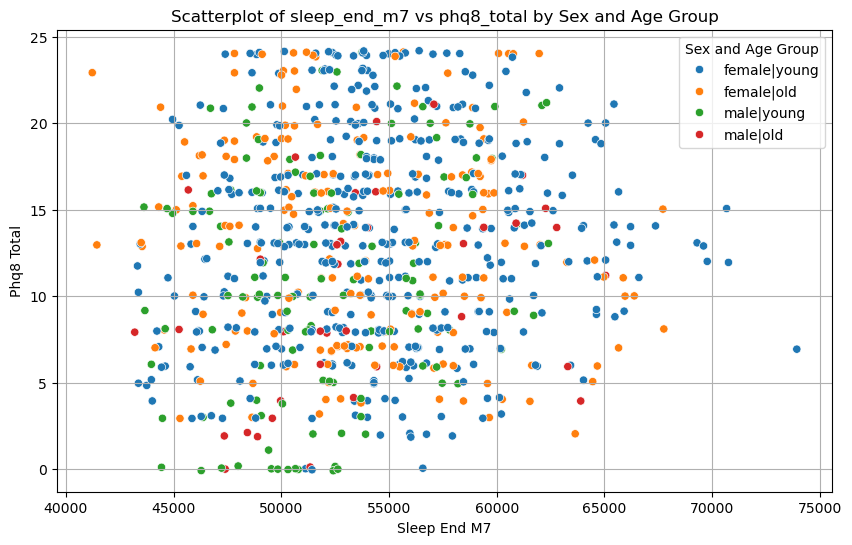 Scatterplot of sleep_end_m7 vs phq8_total by Sex and Age Group
Sex and Age Group
female|young
female|old
male|young
male|old
25
20
15
10
5
0
Phq8 Total
40000 45000 50000 55000 60000 65000 70000 75000
Sleep End M7